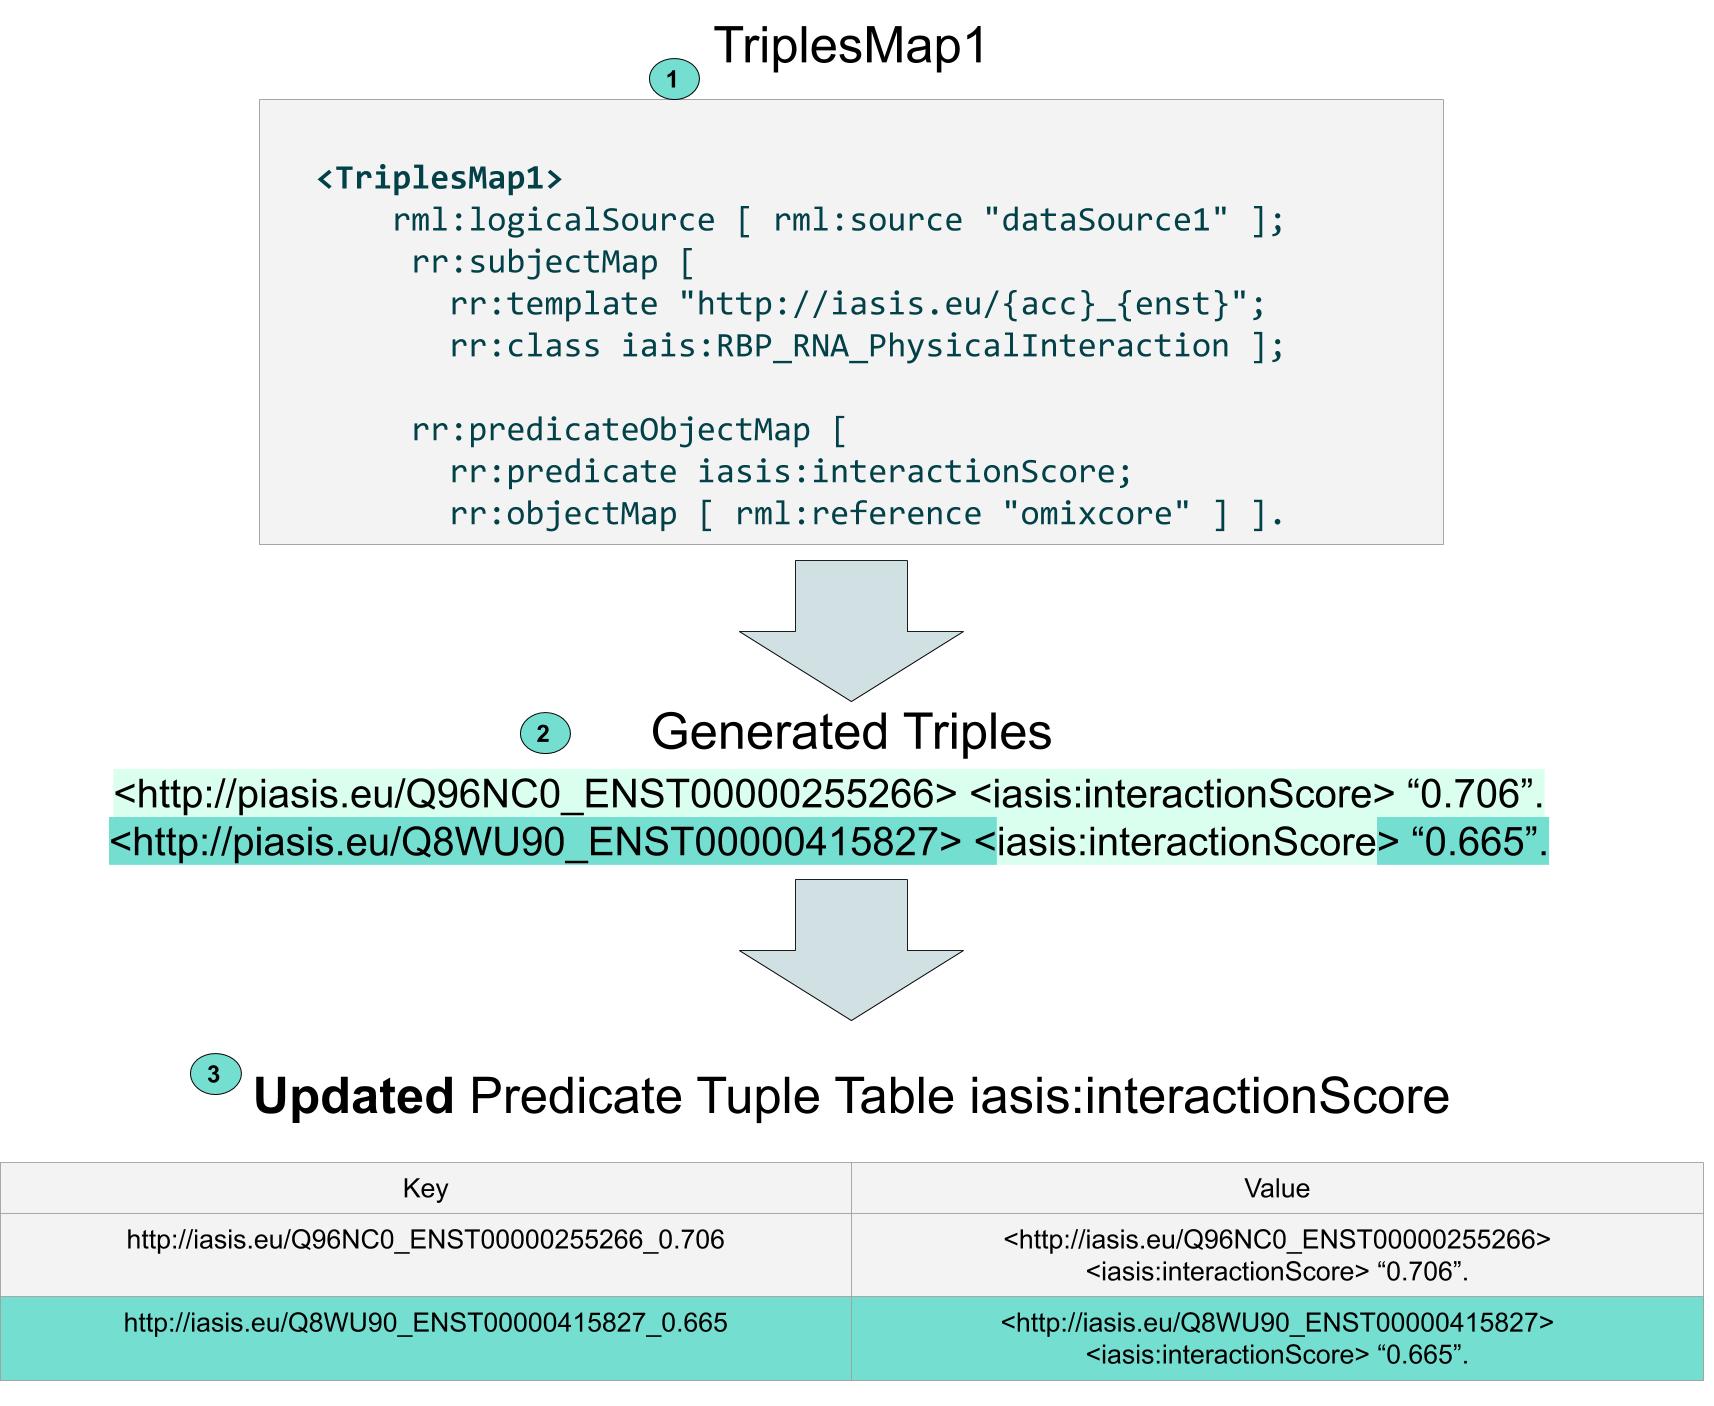 TriplesMap1
1
<TriplesMap1>
rml:logicalSource [ rml:source "dataSource1" ];
rr:subjectMap [
rr:template "http://iasis.eu/{acc}_{enst}";
rr:class iais:RBP_RNA_PhysicalInteraction ];
rr:predicateObjectMap [
rr:predicate iasis:interactionScore;
rr:objectMap [ rml:reference "omixcore" ] ].
2
Generated Triples
<http://piasis.eu/Q96NC0_ENST00000255266> <iasis:interactionScore> “0.706”.
<http://piasis.eu/Q8WU90_ENST00000415827> <iasis:interactionScore> “0.665”.
3
Updated Predicate Tuple Table iasis:interactionScore
Key Value
http://iasis.eu/Q96NC0_ENST00000255266_0.706 <http://iasis.eu/Q96NC0_ENST00000255266>
<iasis:interactionScore> “0.706”.
http://iasis.eu/Q8WU90_ENST00000415827_0.665 <http://iasis.eu/Q8WU90_ENST00000415827>
<iasis:interactionScore> “0.665”.